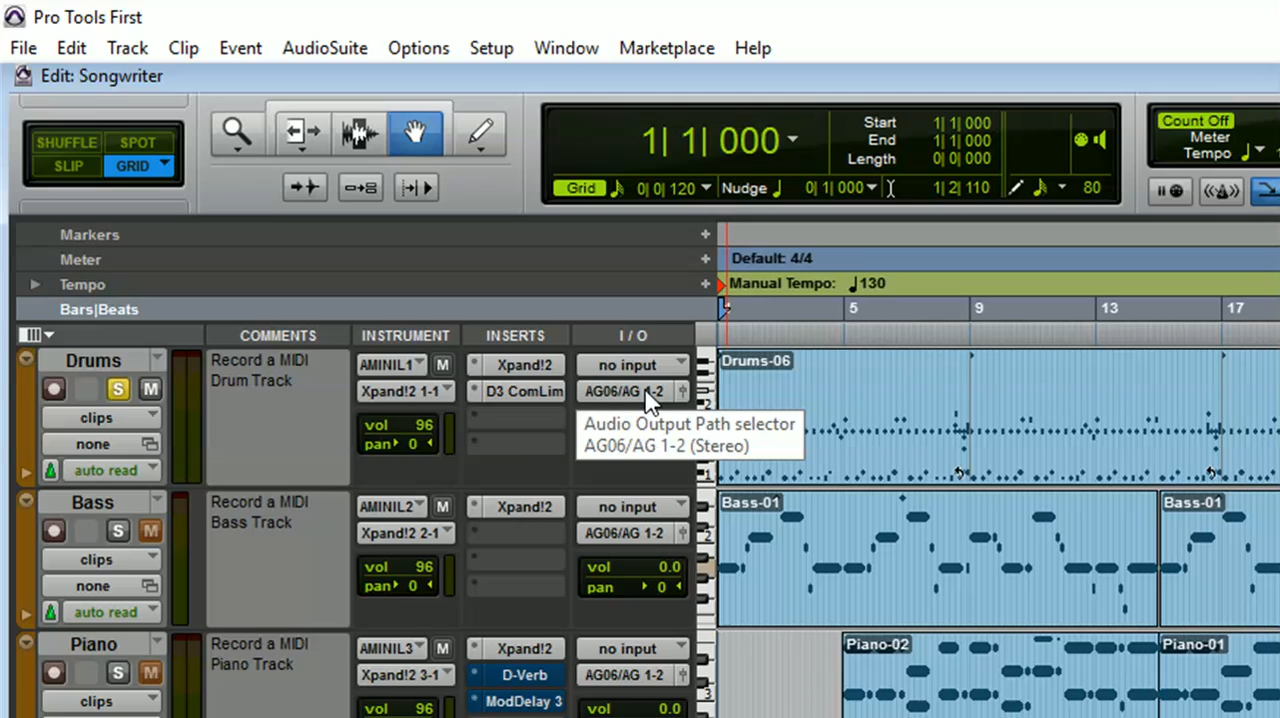 Pro Tools First
File Edit Track Clip Event AudioSuite Options Setup Window Marketplace Help
Edit: Songwriter
SHUFFLE SPOT
SLIP GRID
1| 1| 000
Start 1| 1| 000
End 1| 1| 000
Length 0| 0| 000
Grid 0| 0| 120 Nudge 0| 1| 000 1| 2| 110 80
Count Off
Meter
Tempo
Markers
Meter Default: 4/4
Tempo Manual Tempo: 130
Bars|Beats 5 9 13 17
COMMENTS INSTRUMENT INSERTS I / O
Drums
S M
clips
none
auto read
Record a MIDI
Drum Track
AMINIL1 M
Xpand!2 1-1
vol 96
pan 0
Xpand!2
D3 ComLim
no input
AG06/AG 1-2
Audio Output Path selector
AG06/AG 1-2 (Stereo)
2
1
Drums-06
Bass
S M
clips
none
auto read
Record a MIDI
Bass Track
AMINIL2 M
Xpand!2 2-1
vol 96
pan 0
Xpand!2
no input
AG06/AG 1-2
vol 0.0
pan 0
2
Bass-01 Bass-01
Piano
S M
clips
Record a MIDI
Piano Track
AMINIL3 M
Xpand!2 3-1
vol 96
Xpand!2
D-Verb
ModDelay 3
no input
AG06/AG 1-2
vol 0.0
3
Piano-02 Piano-01